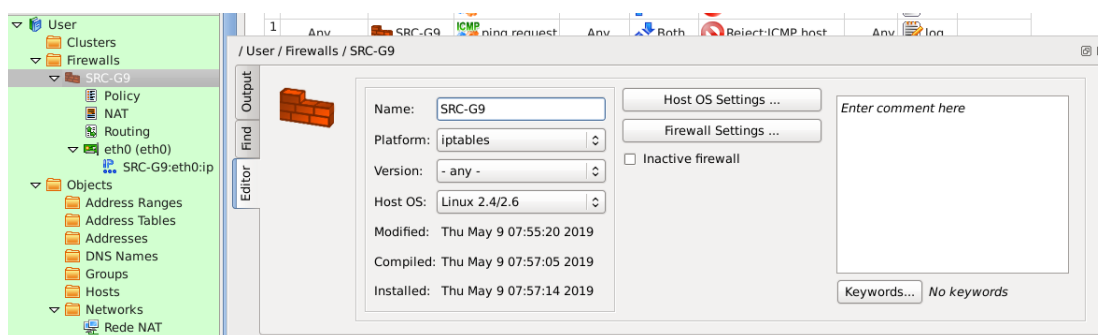 User
Clusters
Firewalls
SRC-G9
Policy
NAT
Routing
eth0 (eth0)
SRC-G9:eth0:ip
Objects
Address Ranges
Address Tables
Addresses
DNS Names
Groups
Hosts
Networks
Rede NAT
1 Any SRC-G9 ICMP ping request Any Both Reject:ICMP host Any log
/ User / Firewalls / SRC-G9
Output
Find
Editor
Name: SRC-G9
Platform: iptables
Version: - any -
Host OS: Linux 2.4/2.6
Modified: Thu May 9 07:55:20 2019
Compiled: Thu May 9 07:57:05 2019
Installed: Thu May 9 07:57:14 2019
Host OS Settings ...
Firewall Settings ...
Inactive firewall
Enter comment here
Keywords... No keywords